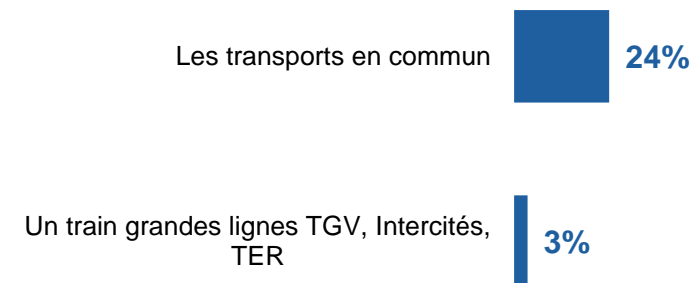 Les transports en commun 24%
Un train grandes lignes TGV, Intercités,
TER 3%